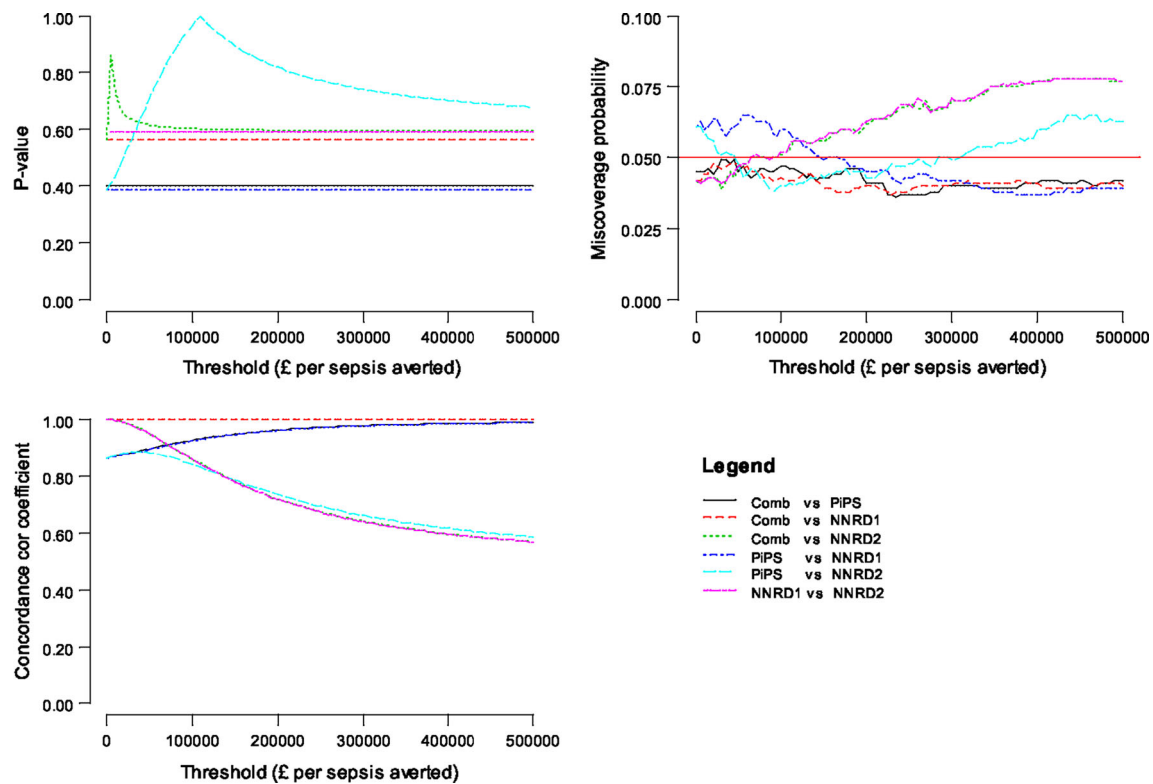 P-value
1.00
0.80
0.60
0.40
0.40
0.00
0 100000 200000 300000 400000 500000
Threshold (£ per sepsis averted)
Miscoverage probability
0.100
0.075
0.050
0.025
0.000
0 100000 200000 300000 400000 500000
Threshold (£ per sepsis averted)
Concordance cor coefficient
1.00
0.80
0.60
0.40
0.20
0.00
0 100000 200000 300000 400000 500000
Threshold (£ per sepsis averted)
Legend
Comb vs PiPS
Comb vs NNRD1
Comb vs NNRD2
PiPS vs NNRD1
PiPS vs NNRD2
NNRD1 vs NNRD2